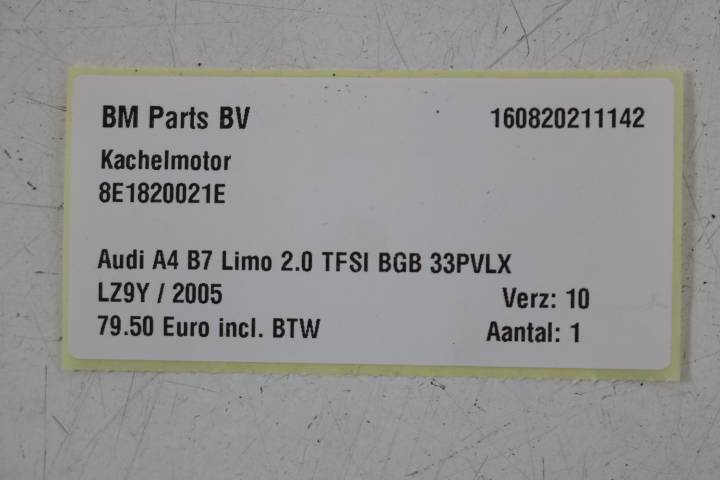 BM Parts BV 160820211142
Kachelmotor
8E1820021E
Audi A4 B7 Limo 2.0 TFSI BGB 33PVLX
LZ9Y / 2005 Verz: 10
79.50 Euro incl. BTW Aantal: 1